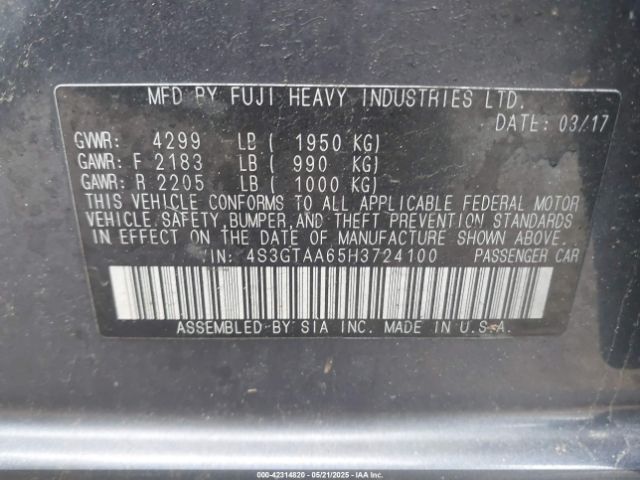 MFD BY FUJI HEAVY INDUSTRIES LTD.
DATE: 03/17
GVWR: 4299 LB ( 1950 KG)
GAWR: F 2183 LB ( 990 KG)
GAWR: R 2205 LB ( 1000 KG)
THIS VEHICLE CONFORMS TO ALL APPLICABLE FEDERAL MOTOR
VEHICLE SAFETY, BUMPER, AND THEFT PREVENTION STANDARDS
IN EFFECT ON THE DATE OF MANUFACTURE SHOWN ABOVE.
VIN: 4S3GTAA65H3724100 PASSENGER CAR
ASSEMBLED BY SIA INC. MADE IN U.S.A.
000-42314820 - 05/21/2025 - IAAI.COM